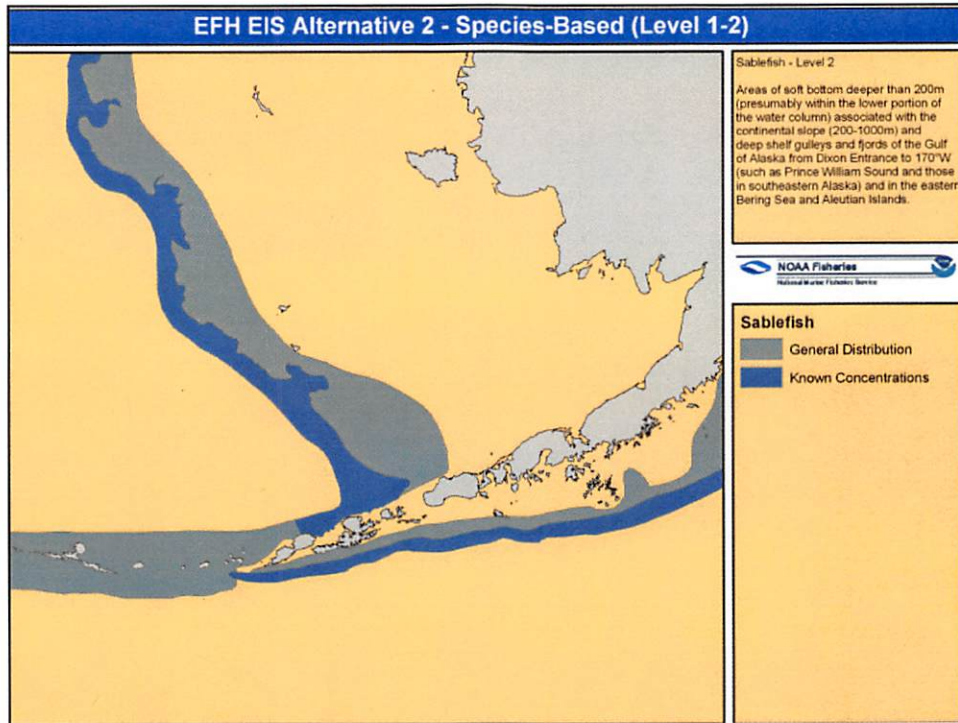 EFH EIS Alternative 2 - Species-Based (Level 1-2)
Sablefish - Level 2
Areas of soft bottom deeper than 200m
(presumably within the lower portion of
the water column) associated with the
continental slope (200-1000m) and
deep shelf gulleys and fjords of the Gulf
of Alaska from Dixon Entrance to 170°W
(such as Prince William Sound and those
in southeastern Alaska) and in the eastern
Bering Sea and Aleutian Islands.
NOAA Fisheries
National Marine Fisheries Service
Sablefish
General Distribution
Known Concentrations